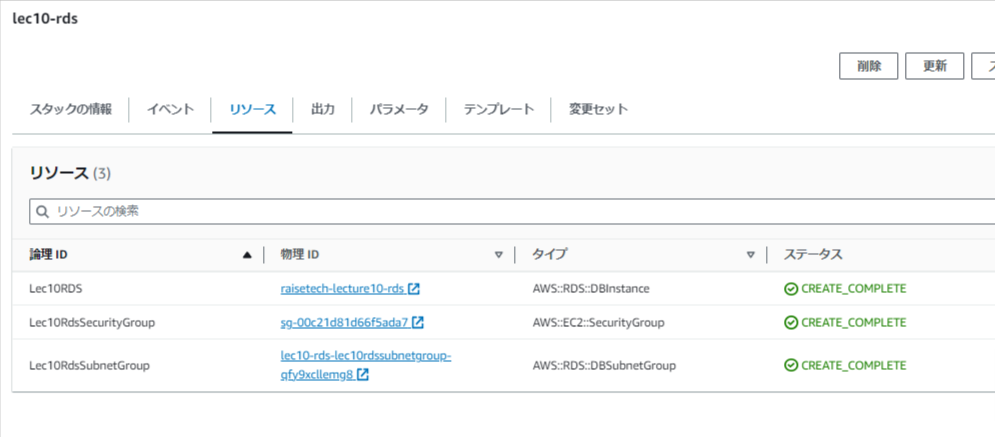 lec10-rds
削除 更新
スタックの情報 イベント リソース 出力 パラメータ テンプレート 変更セット
リソース (3)
リソースの検索
論理 ID 物理 ID タイプ ステータス
Lec10RDS raisetech-lecture10-rds AWS::RDS::DBInstance CREATE_COMPLETE
Lec10RdsSecurityGroup sg-00c21d81d66f5ada7 AWS::EC2::SecurityGroup CREATE_COMPLETE
lec10-rds-lec10rdssubnetgroup-
Lec10RdsSubnetGroup AWS::RDS::DBSubnetGroup CREATE_COMPLETE
qfy9xcllemg8